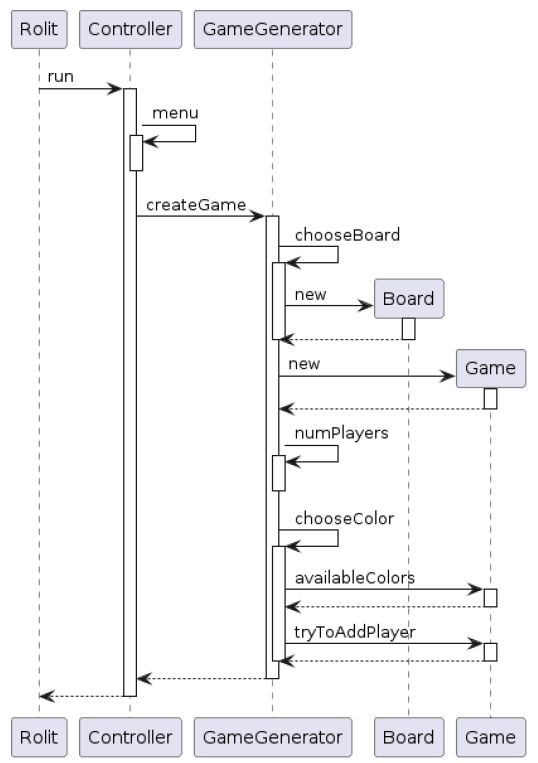 Rolit Controller GameGenerator
run
menu
createGame
chooseBoard
new
Board
new
Game
numPlayers
chooseColor
availableColors
tryToAddPlayer
Rolit Controller GameGenerator Board Game